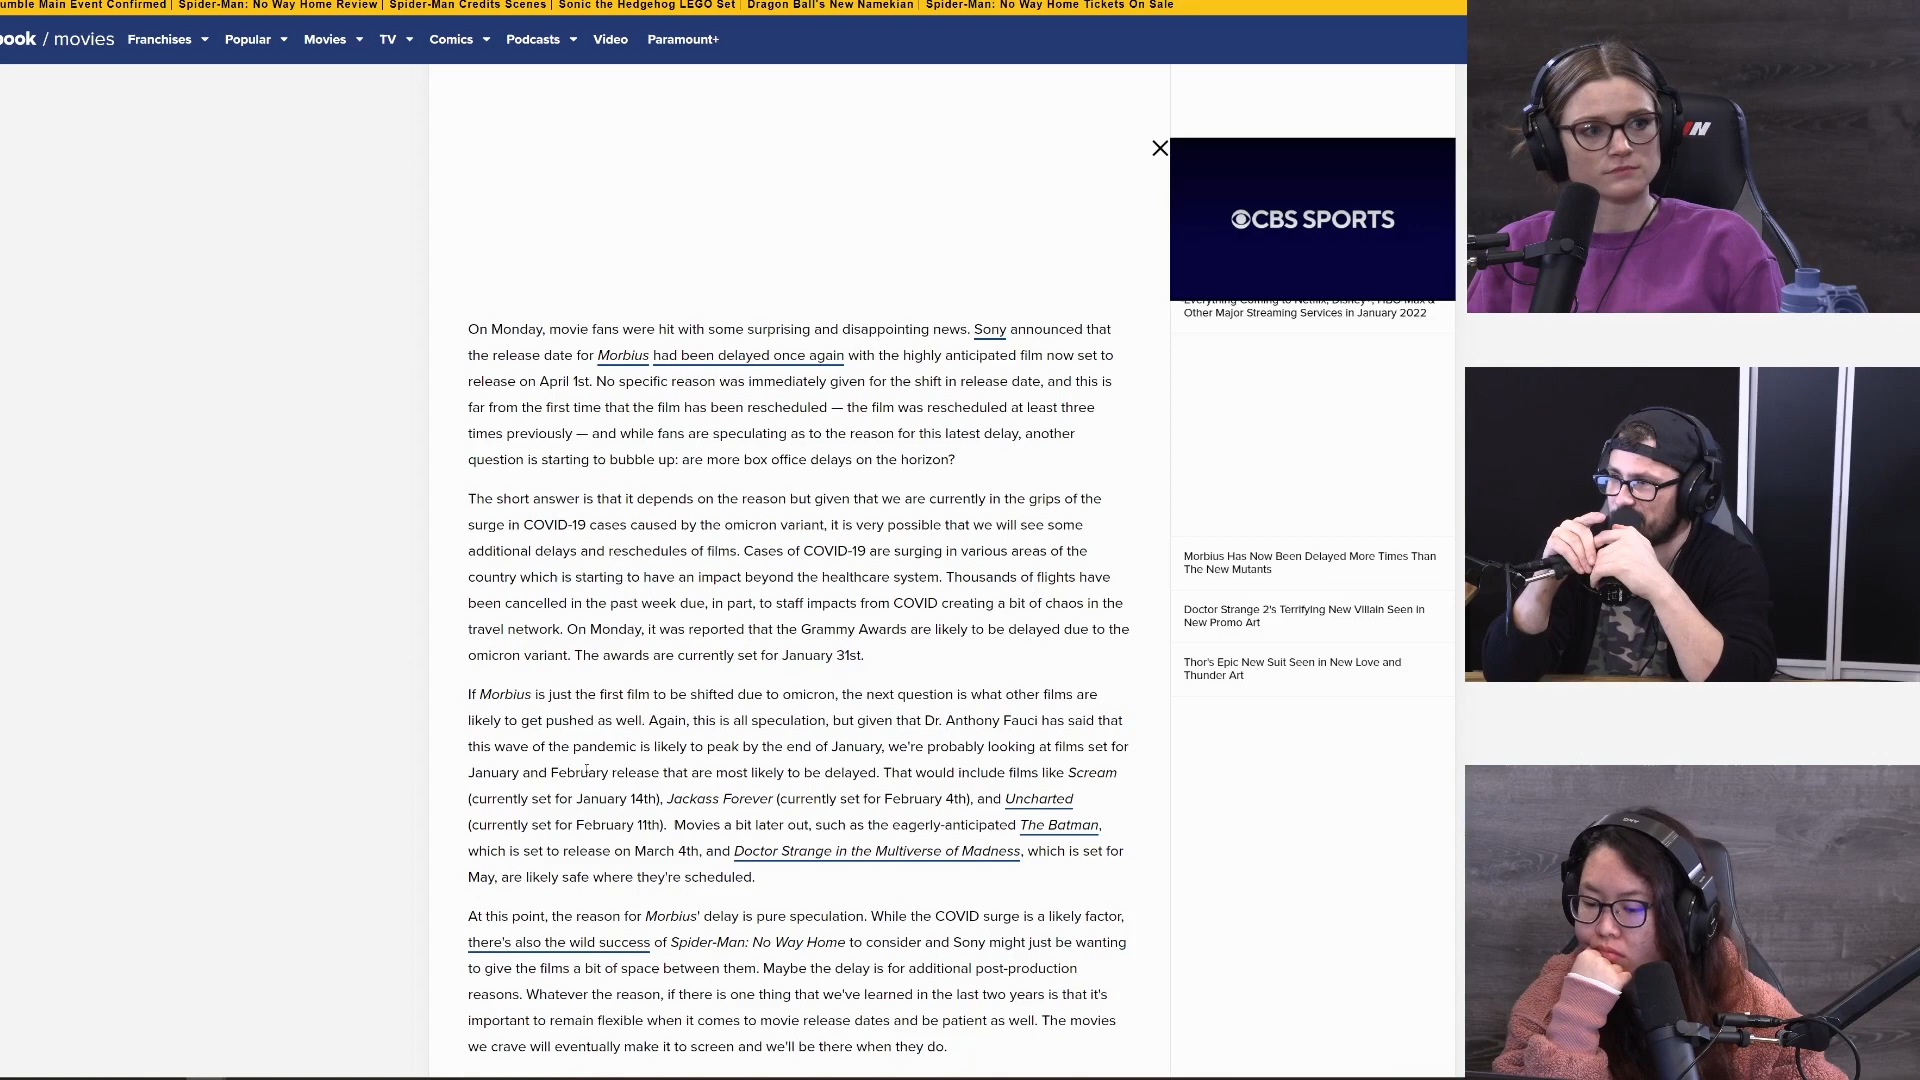 umble Main Event Confirmed | Spider-Man: No Way Home Review | Spider-Man Credits Scenes | Sonic the Hedgehog LEGO Set | Dragon Ball's New Namekian | Spider-Man: No Way Home Tickets On Sale
book / movies Franchises Popular Movies TV Comics Podcasts Video Paramount+
CBS SPORTS
Everything Coming to Netflix, Disney+, HBO Max &
Other Major Streaming Services in January 2022
On Monday, movie fans were hit with some surprising and disappointing news. Sony announced that
the release date for Morbius had been delayed once again with the highly anticipated film now set to
release on April 1st. No specific reason was immediately given for the shift in release date, and this is
far from the first time that the film has been rescheduled — the film was rescheduled at least three
times previously — and while fans are speculating as to the reason for this latest delay, another
question is starting to bubble up: are more box office delays on the horizon?
The short answer is that it depends on the reason but given that we are currently in the grips of the
surge in COVID-19 cases caused by the omicron variant, it is very possible that we will see some
additional delays and reschedules of films. Cases of COVID-19 are surging in various areas of the
country which is starting to have an impact beyond the healthcare system. Thousands of flights have
been cancelled in the past week due, in part, to staff impacts from COVID creating a bit of chaos in the
travel network. On Monday, it was reported that the Grammy Awards are likely to be delayed due to the
omicron variant. The awards are currently set for January 31st.
If Morbius is just the first film to be shifted due to omicron, the next question is what other films are
likely to get pushed as well. Again, this is all speculation, but given that Dr. Anthony Fauci has said that
this wave of the pandemic is likely to peak by the end of January, we're probably looking at films set for
January and February release that are most likely to be delayed. That would include films like Scream
(currently set for January 14th), Jackass Forever (currently set for February 4th), and Uncharted
(currently set for February 11th). Movies a bit later out, such as the eagerly-anticipated The Batman,
which is set to release on March 4th, and Doctor Strange in the Multiverse of Madness, which is set for
May, are likely safe where they're scheduled.
At this point, the reason for Morbius' delay is pure speculation. While the COVID surge is a likely factor,
there's also the wild success of Spider-Man: No Way Home to consider and Sony might just be wanting
to give the films a bit of space between them. Maybe the delay is for additional post-production
reasons. Whatever the reason, if there is one thing that we've learned in the last two years is that it's
important to remain flexible when it comes to movie release dates and be patient as well. The movies
we crave will eventually make it to screen and we'll be there when they do.
Morbius Has Now Been Delayed More Times Than
The New Mutants
Doctor Strange 2's Terrifying New Villain Seen in
New Promo Art
Thor's Epic New Suit Seen in New Love and
Thunder Art